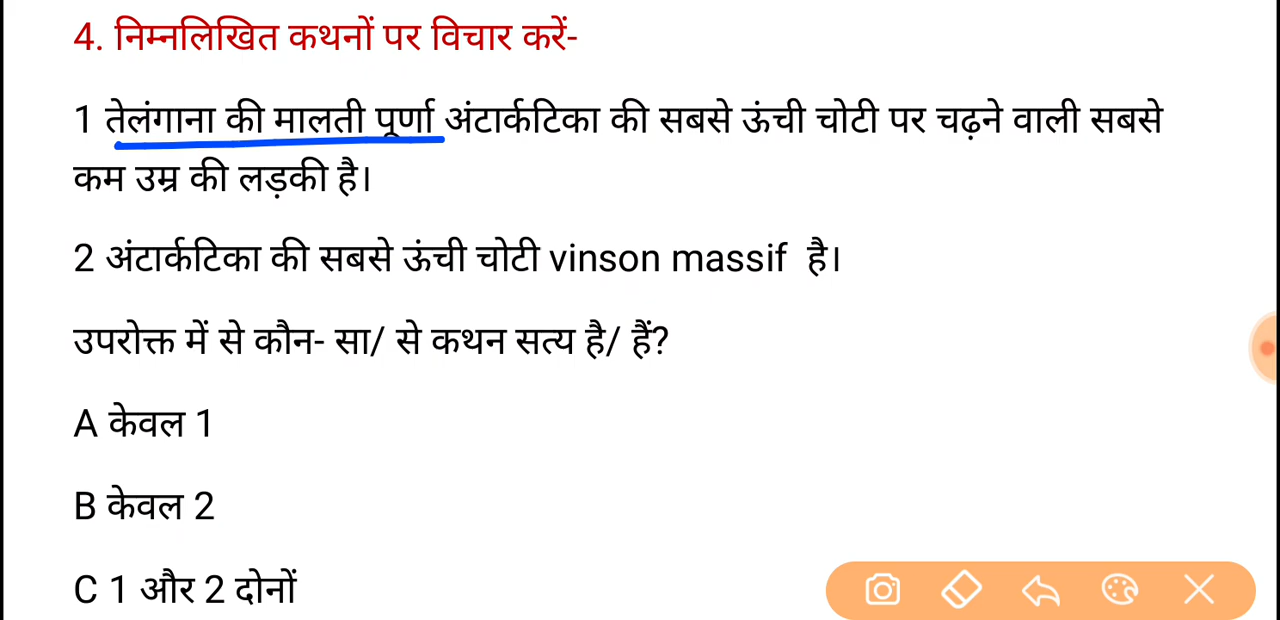 4. निम्नलिखित कथनों पर विचार करें-
1 तेलंगाना की मालती पूर्णा अंटार्कटिका की सबसे ऊंची चोटी पर चढ़ने वाली सबसे
कम उम्र की लड़की है।
2 अंटार्कटिका की सबसे ऊंची चोटी vinson massif है।
उपरोक्त में से कौन- सा/ से कथन सत्य है/ हैं?
A केवल 1
B केवल 2
C 1 और 2 दोनों